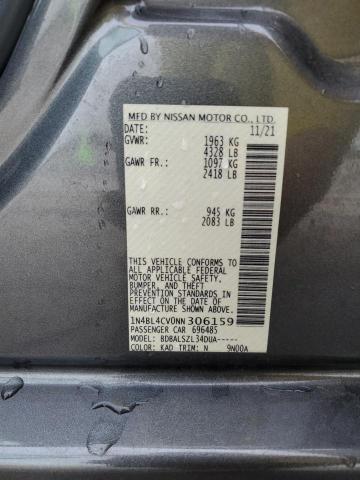 MFD BY NISSAN MOTOR CO., LTD.
DATE: 11/21
GVWR: 1963 KG
4328 LB
GAWR FR: 1097 KG
2418 LB
GAWR RR: 945 KG
2083 LB
THIS VEHICLE CONFORMS TO
ALL APPLICABLE FEDERAL
MOTOR VEHICLE SAFETY,
BUMPER, AND THEFT
PREVENTION STANDARDS
IN EFFECT ON THE DATE OF
MANUFACTURE SHOWN ABOVE.
1N4BL4CV0NN306159
PASSENGER CAR 696485
MODEL: BDBALSZL34DUA-----
COLOR: KAD TRIM: N 9N00A